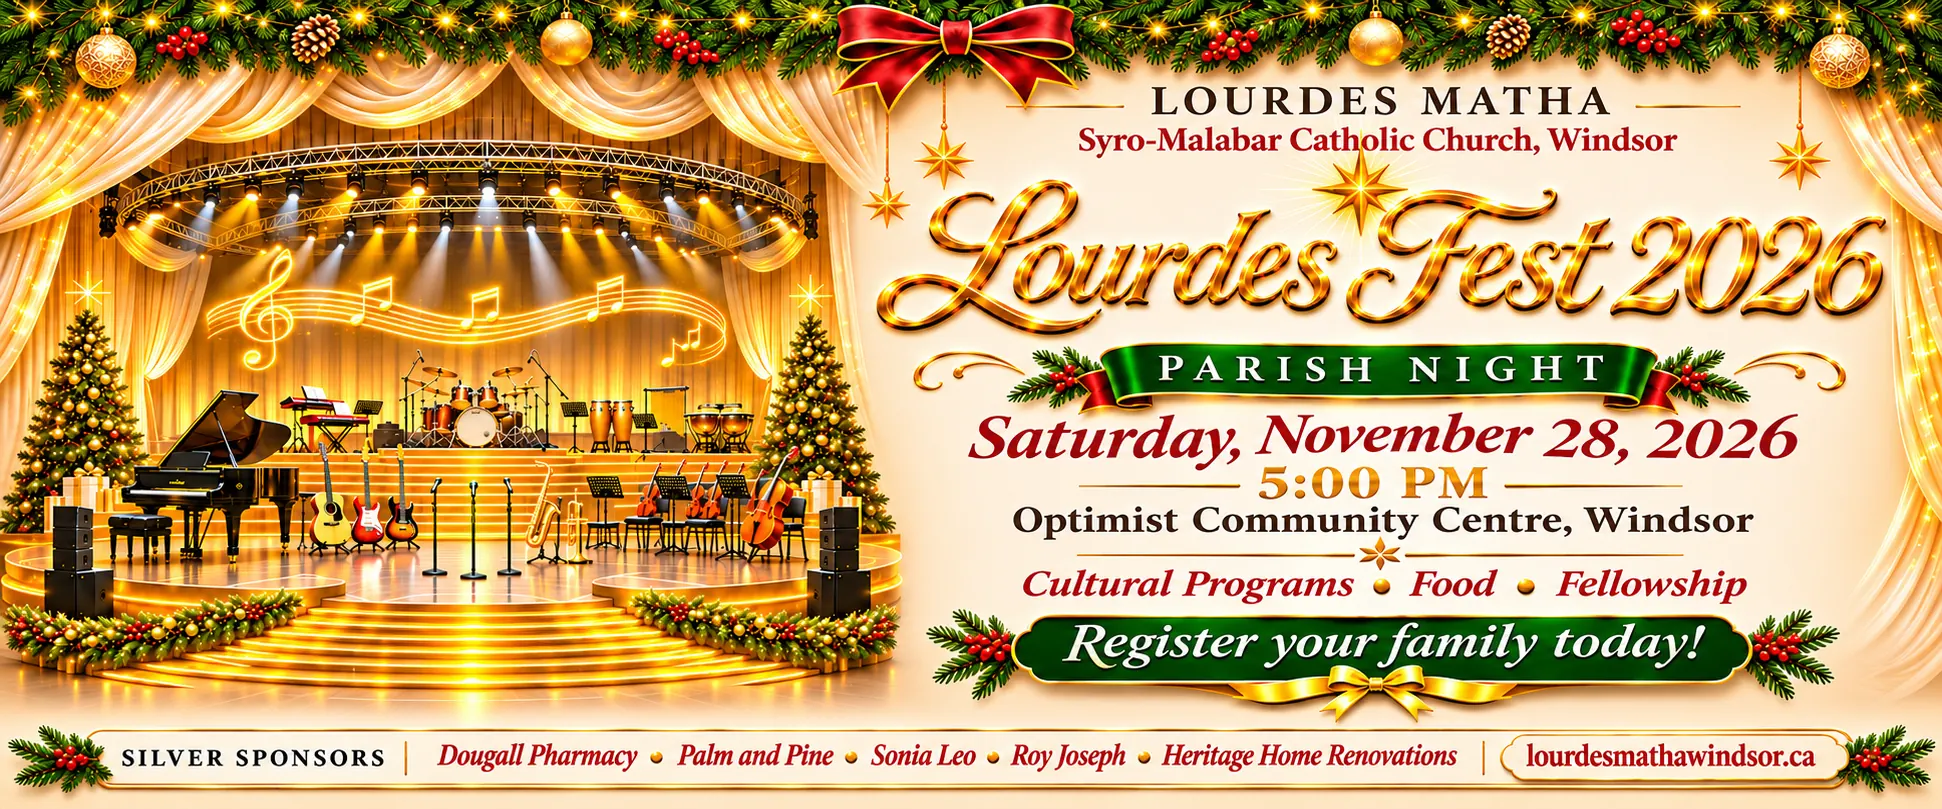 LOURDES MATHA
Syro-Malabar Catholic Church, Windsor
Lourdes Fest 2026
PARISH NIGHT
Saturday, November 28, 2026
5:00 PM
Optimist Community Centre, Windsor
Cultural Programs • Food • Fellowship
Register your family today!
SILVER SPONSORS | Dougall Pharmacy • Palm and Pine • Sonia Leo • Roy Joseph • Heritage Home Renovations | lourdesmathawindsor.ca